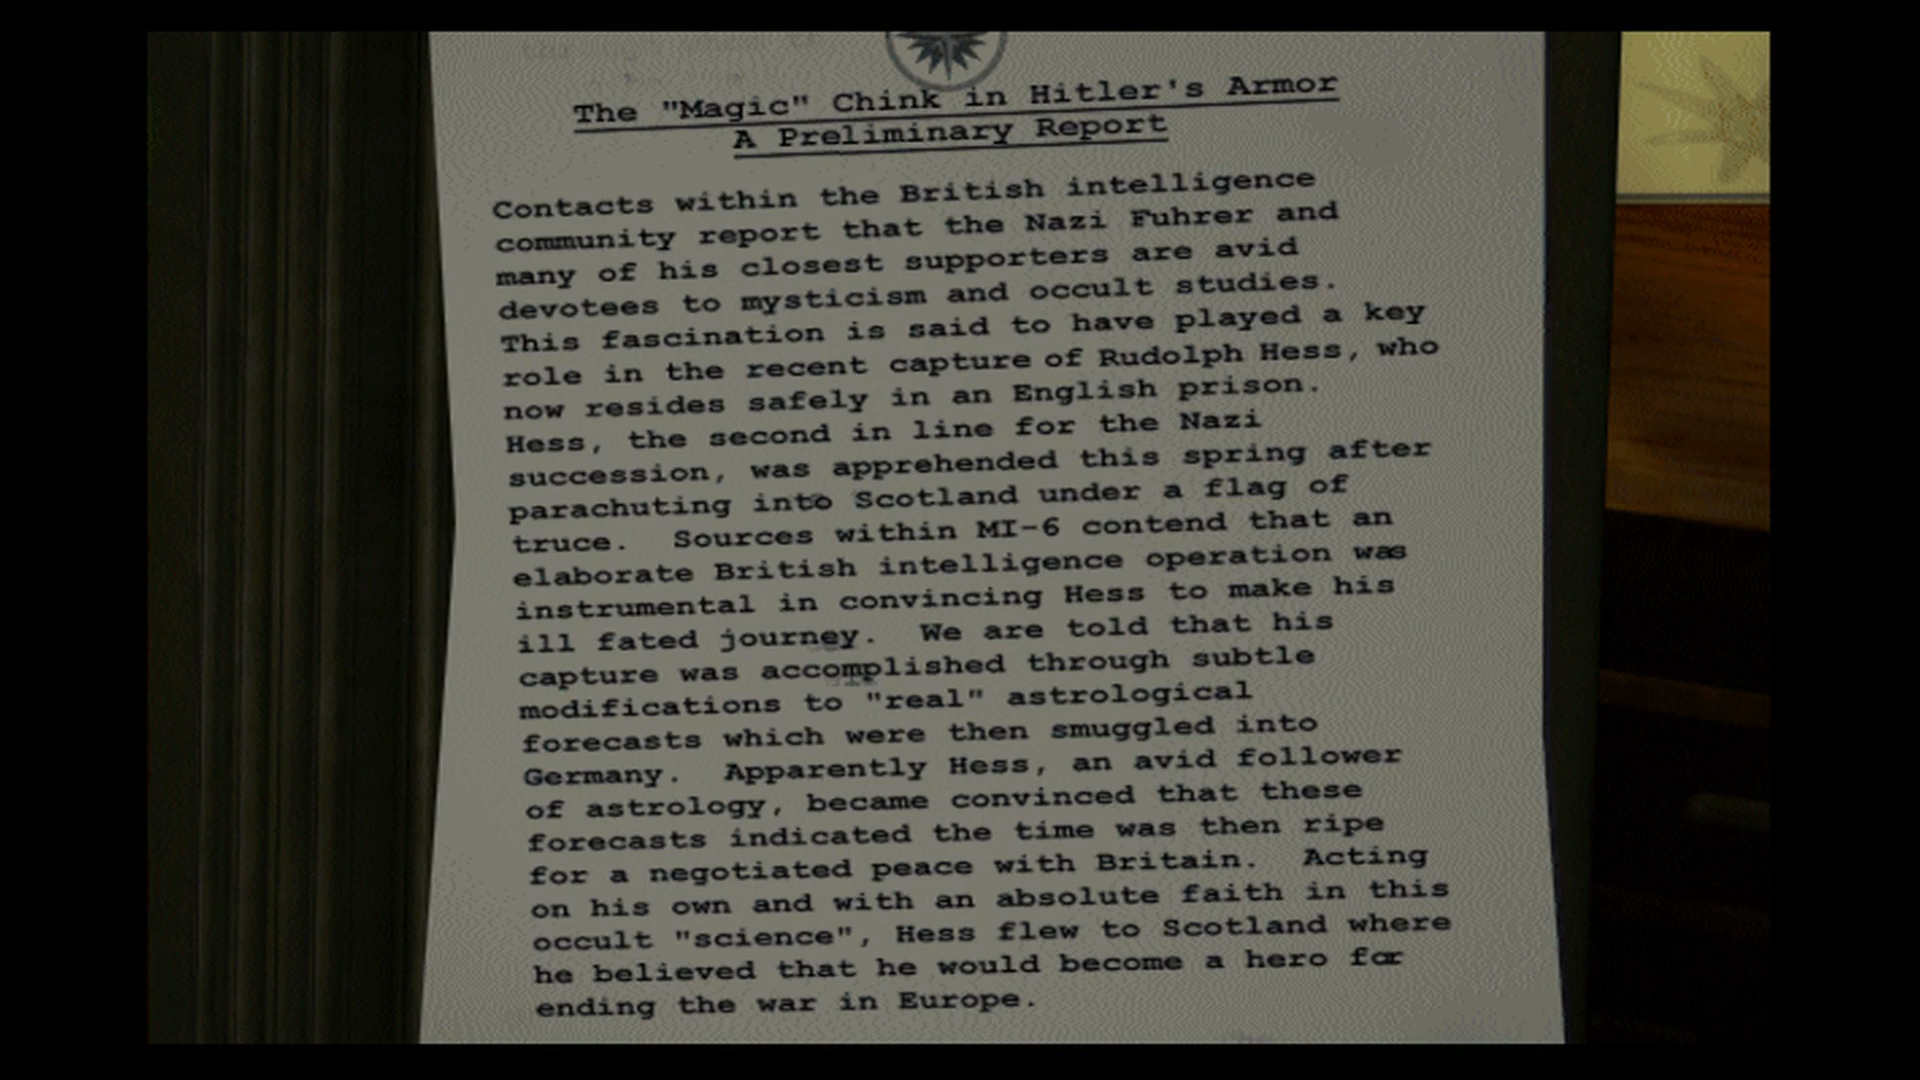 The "Magic" Chink in Hitler's Armor
A Preliminary Report
Contacts within the British intelligence
community report that the Nazi Fuhrer and
many of his closest supporters are avid
devotees to mysticism and occult studies.
This fascination is said to have played a key
role in the recent capture of Rudolph Hess, who
now resides safely in an English prison.
Hess, the second in line for the Nazi
succession, was apprehended this spring after
parachuting into Scotland under a flag of
truce.  Sources within MI-6 contend that an
elaborate British intelligence operation was
instrumental in convincing Hess to make his
ill fated journey.  We are told that his
capture was accomplished through subtle
modifications to "real" astrological
forecasts which were then smuggled into
Germany.  Apparently Hess, an avid follower
of astrology, became convinced that these
forecasts indicated the time was then ripe
for a negotiated peace with Britain.  Acting
on his own and with an absolute faith in this
occult "science", Hess flew to Scotland where
he believed that he would become a hero for
ending the war in Europe.